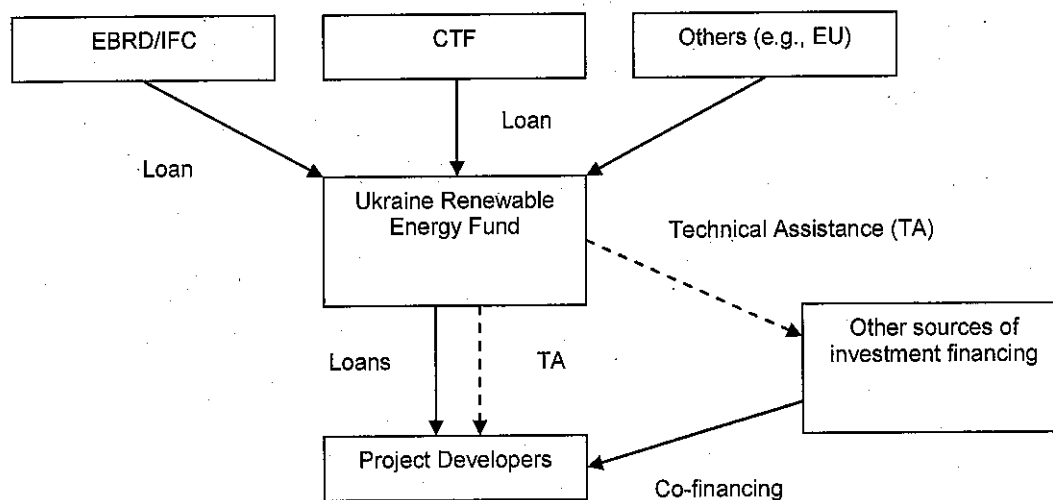 EBRD/IFC
CTF
Others (e.g., EU)
Loan
Loan
Ukraine Renewable
Energy Fund
Technical Assistance (TA)
Other sources of
investment financing
Loans
TA
Project Developers
Co-financing